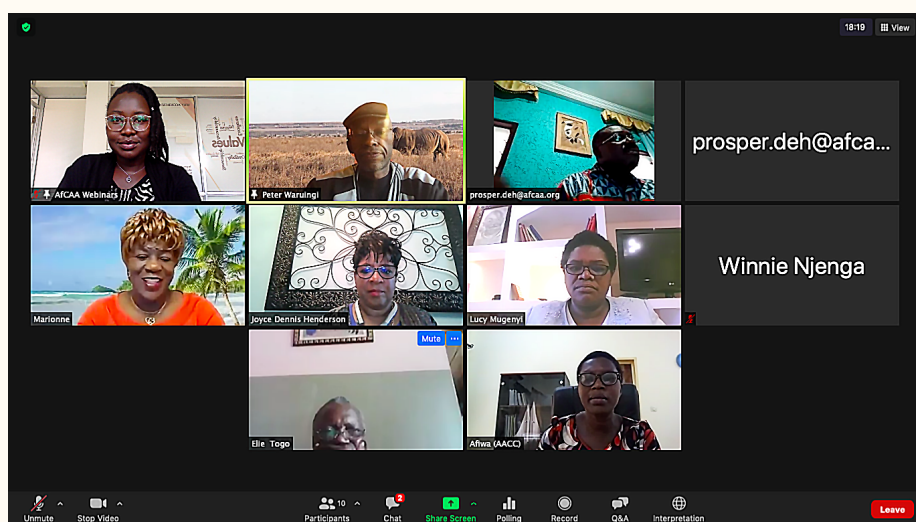 18:19 View
AfCAA Webinars
Peter Waruingi
prosper.deh@afcaa.org
prosper.deh@afca...
Marionne
Joyce Dennis Henderson
Lucy Mugenyi
Winnie Njenga
Mute ...
Elie Togo
Afiwa (AACC)
10 2
Unmute Stop Video Participants Chat Share Screen Polling Record Q&A Interpretation Leave